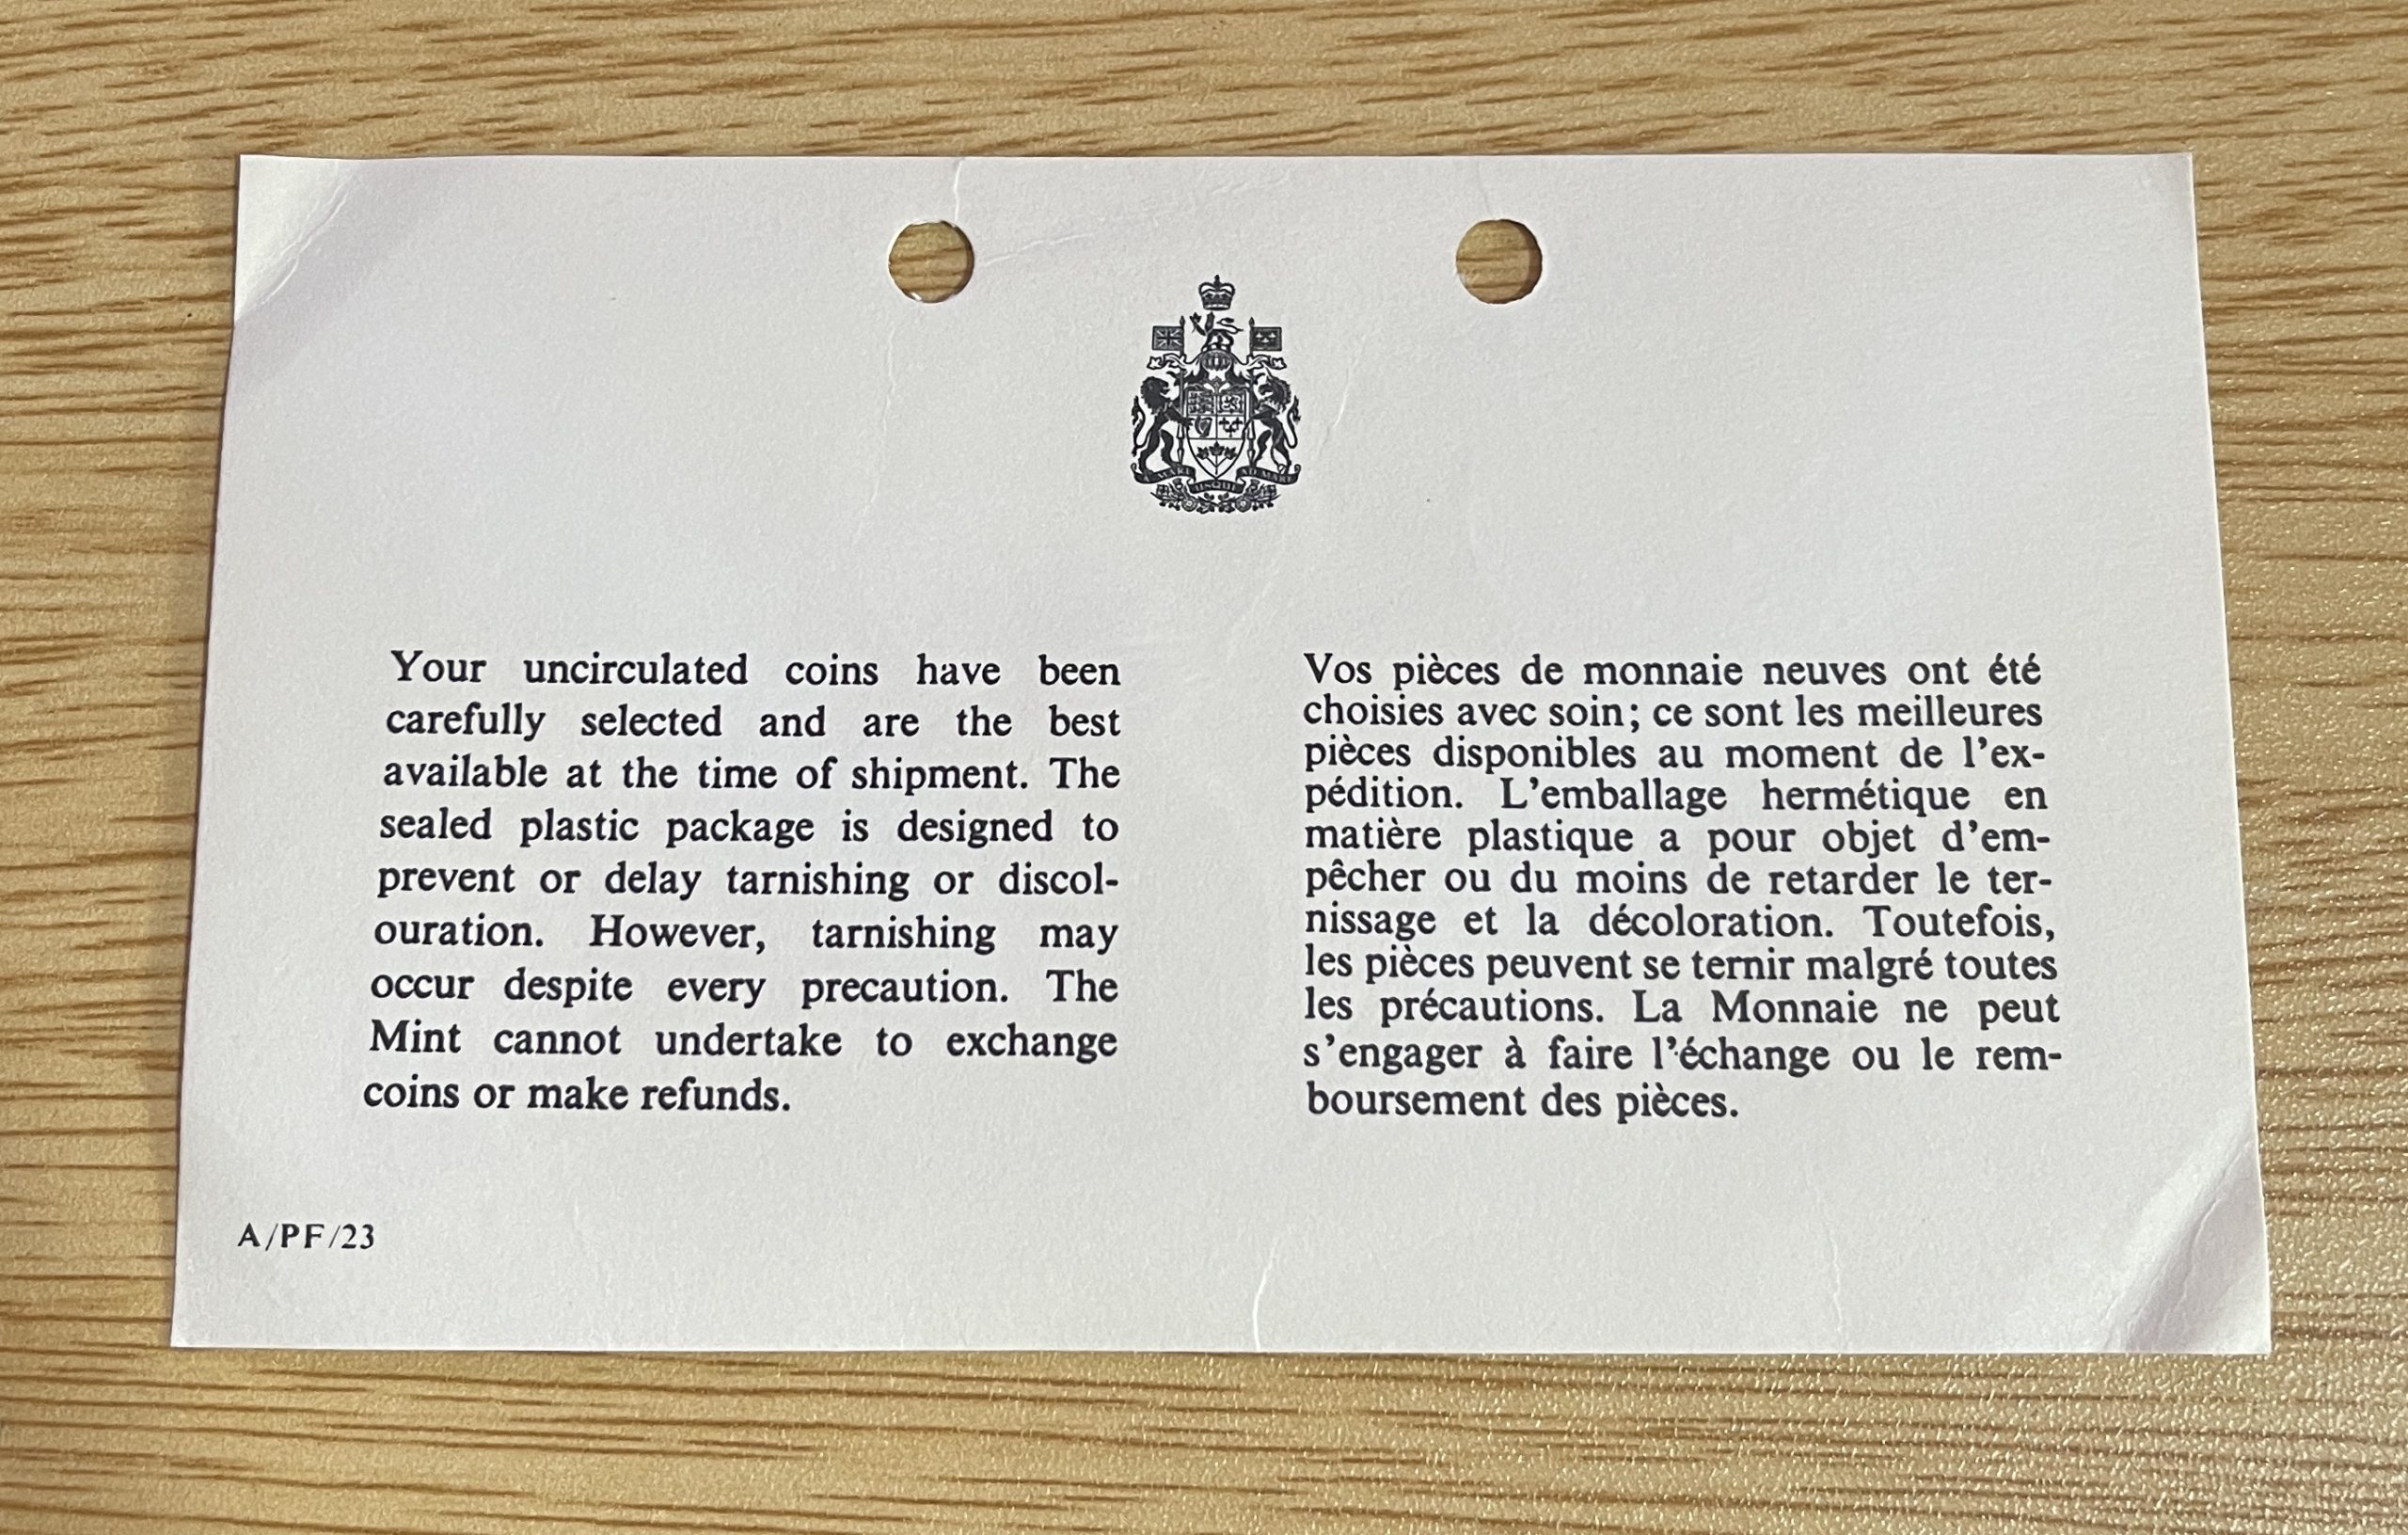 A MARI
USQUE
AD MARE
Your uncirculated coins have been
carefully selected and are the best
available at the time of shipment. The
sealed plastic package is designed to
prevent or delay tarnishing or discol-
ouration. However, tarnishing may
occur despite every precaution. The
Mint cannot undertake to exchange
coins or make refunds.
Vos pièces de monnaie neuves ont été
choisies avec soin; ce sont les meilleures
pièces disponibles au moment de l'ex-
pédition. L'emballage hermétique en
matière plastique a pour objet d'em-
pêcher ou du moins de retarder le ter-
nissage et la décoloration. Toutefois,
les pièces peuvent se ternir malgré toutes
les précautions. La Monnaie ne peut
s'engager à faire l'échange ou le rem-
boursement des pièces.
A/PF/23